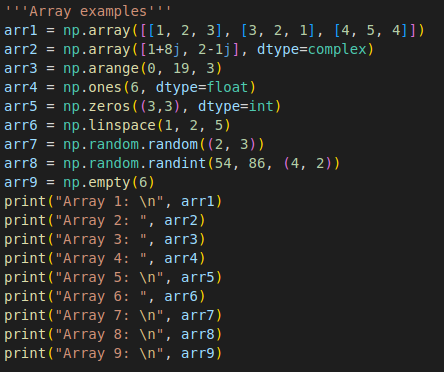 '''Array examples'''
arr1 = np.array([[1, 2, 3], [3, 2, 1], [4, 5, 4]])
arr2 = np.array([1+8j, 2-1j], dtype=complex)
arr3 = np.arange(0, 19, 3)
arr4 = np.ones(6, dtype=float)
arr5 = np.zeros((3,3), dtype=int)
arr6 = np.linspace(1, 2, 5)
arr7 = np.random.random((2, 3))
arr8 = np.random.randint(54, 86, (4, 2))
arr9 = np.empty(6)
print("Array 1: \n", arr1)
print("Array 2: ", arr2)
print("Array 3: ", arr3)
print("Array 4: ", arr4)
print("Array 5: \n", arr5)
print("Array 6: ", arr6)
print("Array 7: \n", arr7)
print("Array 8: \n", arr8)
print("Array 9: \n", arr9)